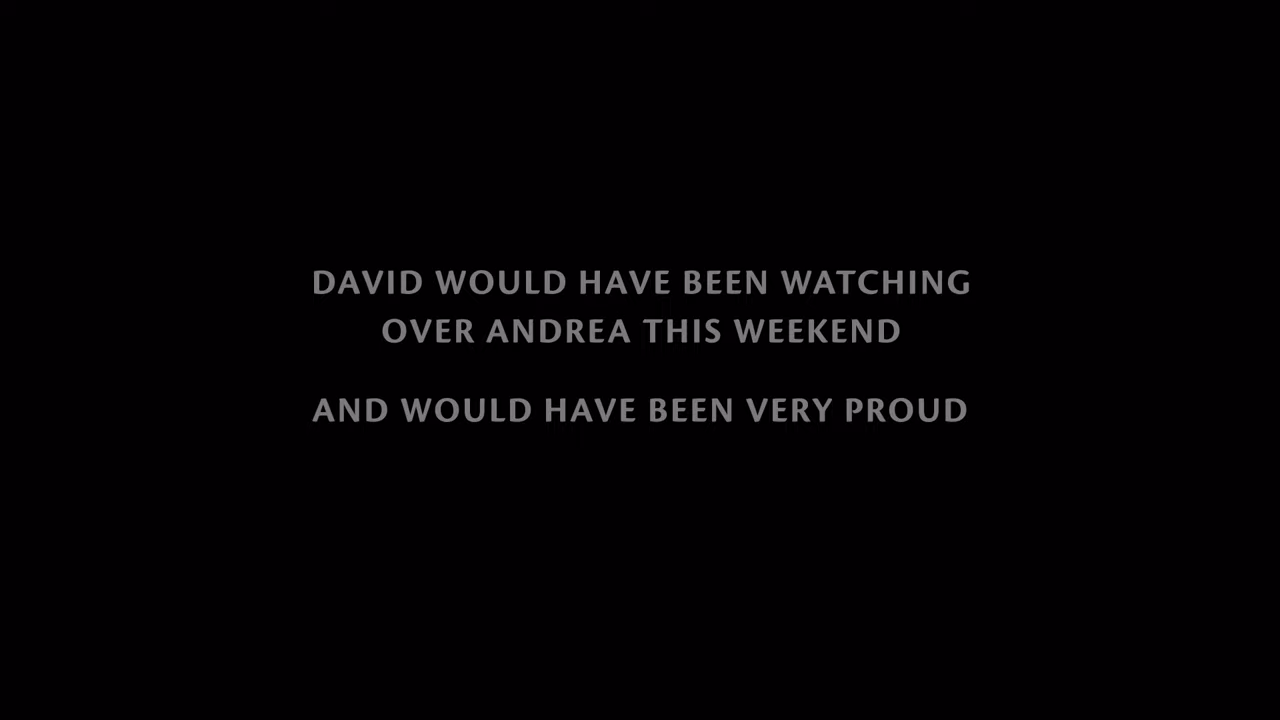 DAVID WOULD HAVE BEEN WATCHING
OVER ANDREA THIS WEEKEND
AND WOULD HAVE BEEN VERY PROUD